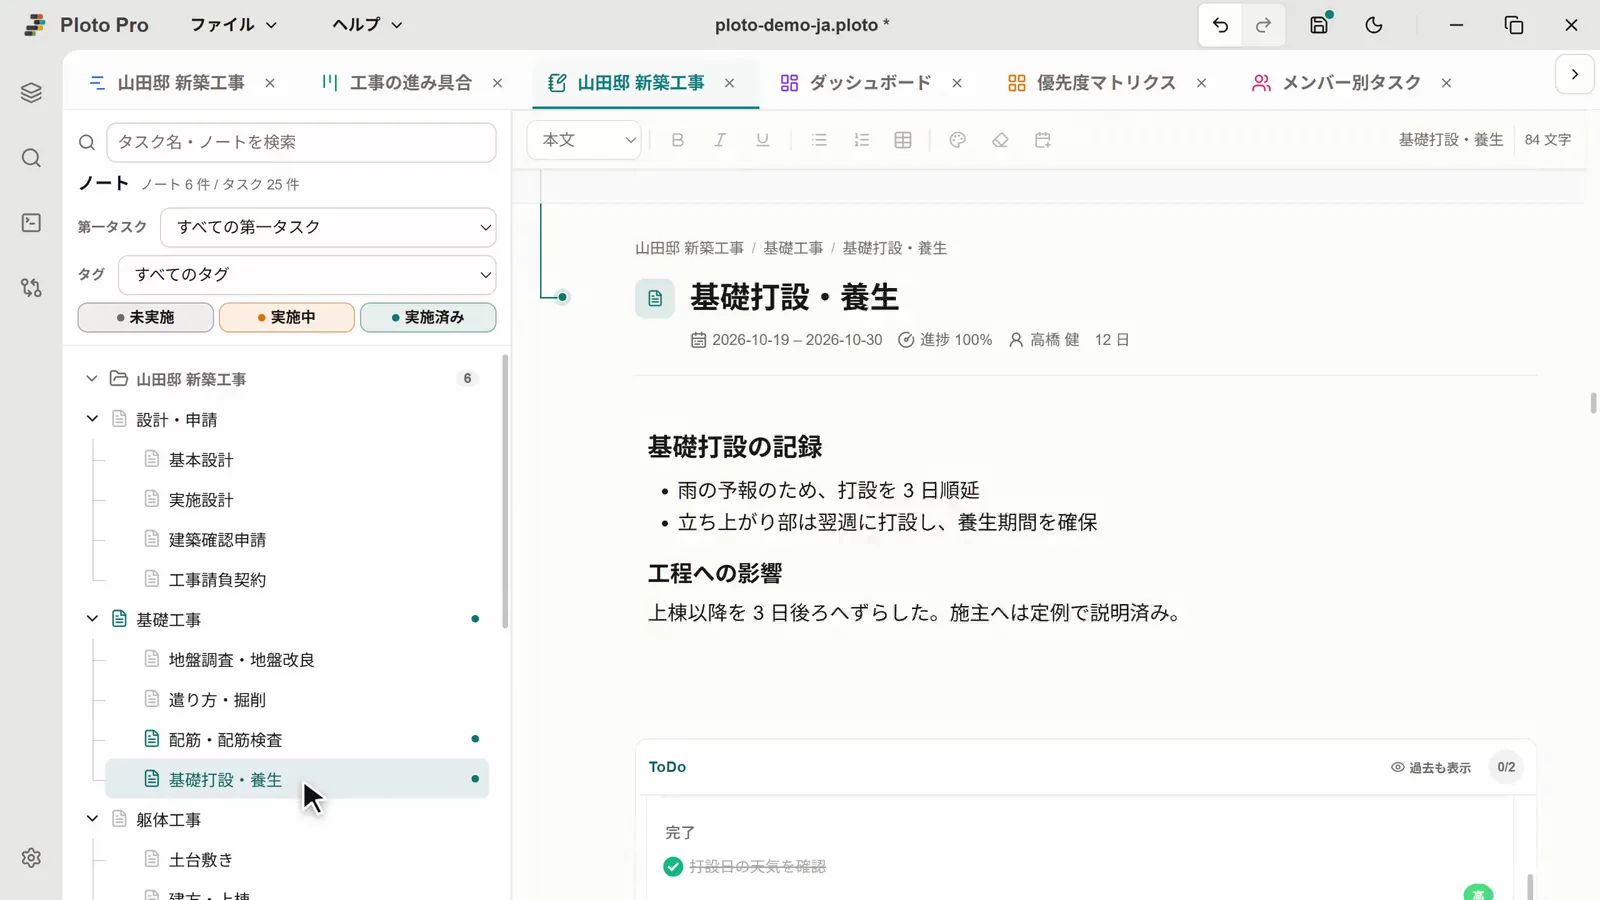 Ploto Pro ファイル ヘルプ ploto-demo-ja.ploto *
山田邸 新築工事 工事の進み具合 山田邸 新築工事 ダッシュボード 優先度マトリクス メンバー別タスク
タスク名・ノートを検索
ノート ノート 6 件 / タスク 25 件
第一タスク すべての第一タスク
タグ すべてのタグ
未実施 実施中 実施済み
山田邸 新築工事 6
設計・申請
基本設計
実施設計
建築確認申請
工事請負契約
基礎工事
地盤調査・地盤改良
遣り方・掘削
配筋・配筋検査
基礎打設・養生
躯体工事
土台敷き
建方・上棟
本文 B I U 基礎打設・養生 84 文字
山田邸 新築工事 / 基礎工事 / 基礎打設・養生
基礎打設・養生
2026-10-19 – 2026-10-30 進捗 100% 高橋 健 12 日
基礎打設の記録
• 雨の予報のため、打設を 3 日順延
• 立ち上がり部は翌週に打設し、養生期間を確保
工程への影響
上棟以降を 3 日後ろへずらした。施主へは定例で説明済み。
ToDo 過去も表示 0/2
完了
打設日の天気を確認
高